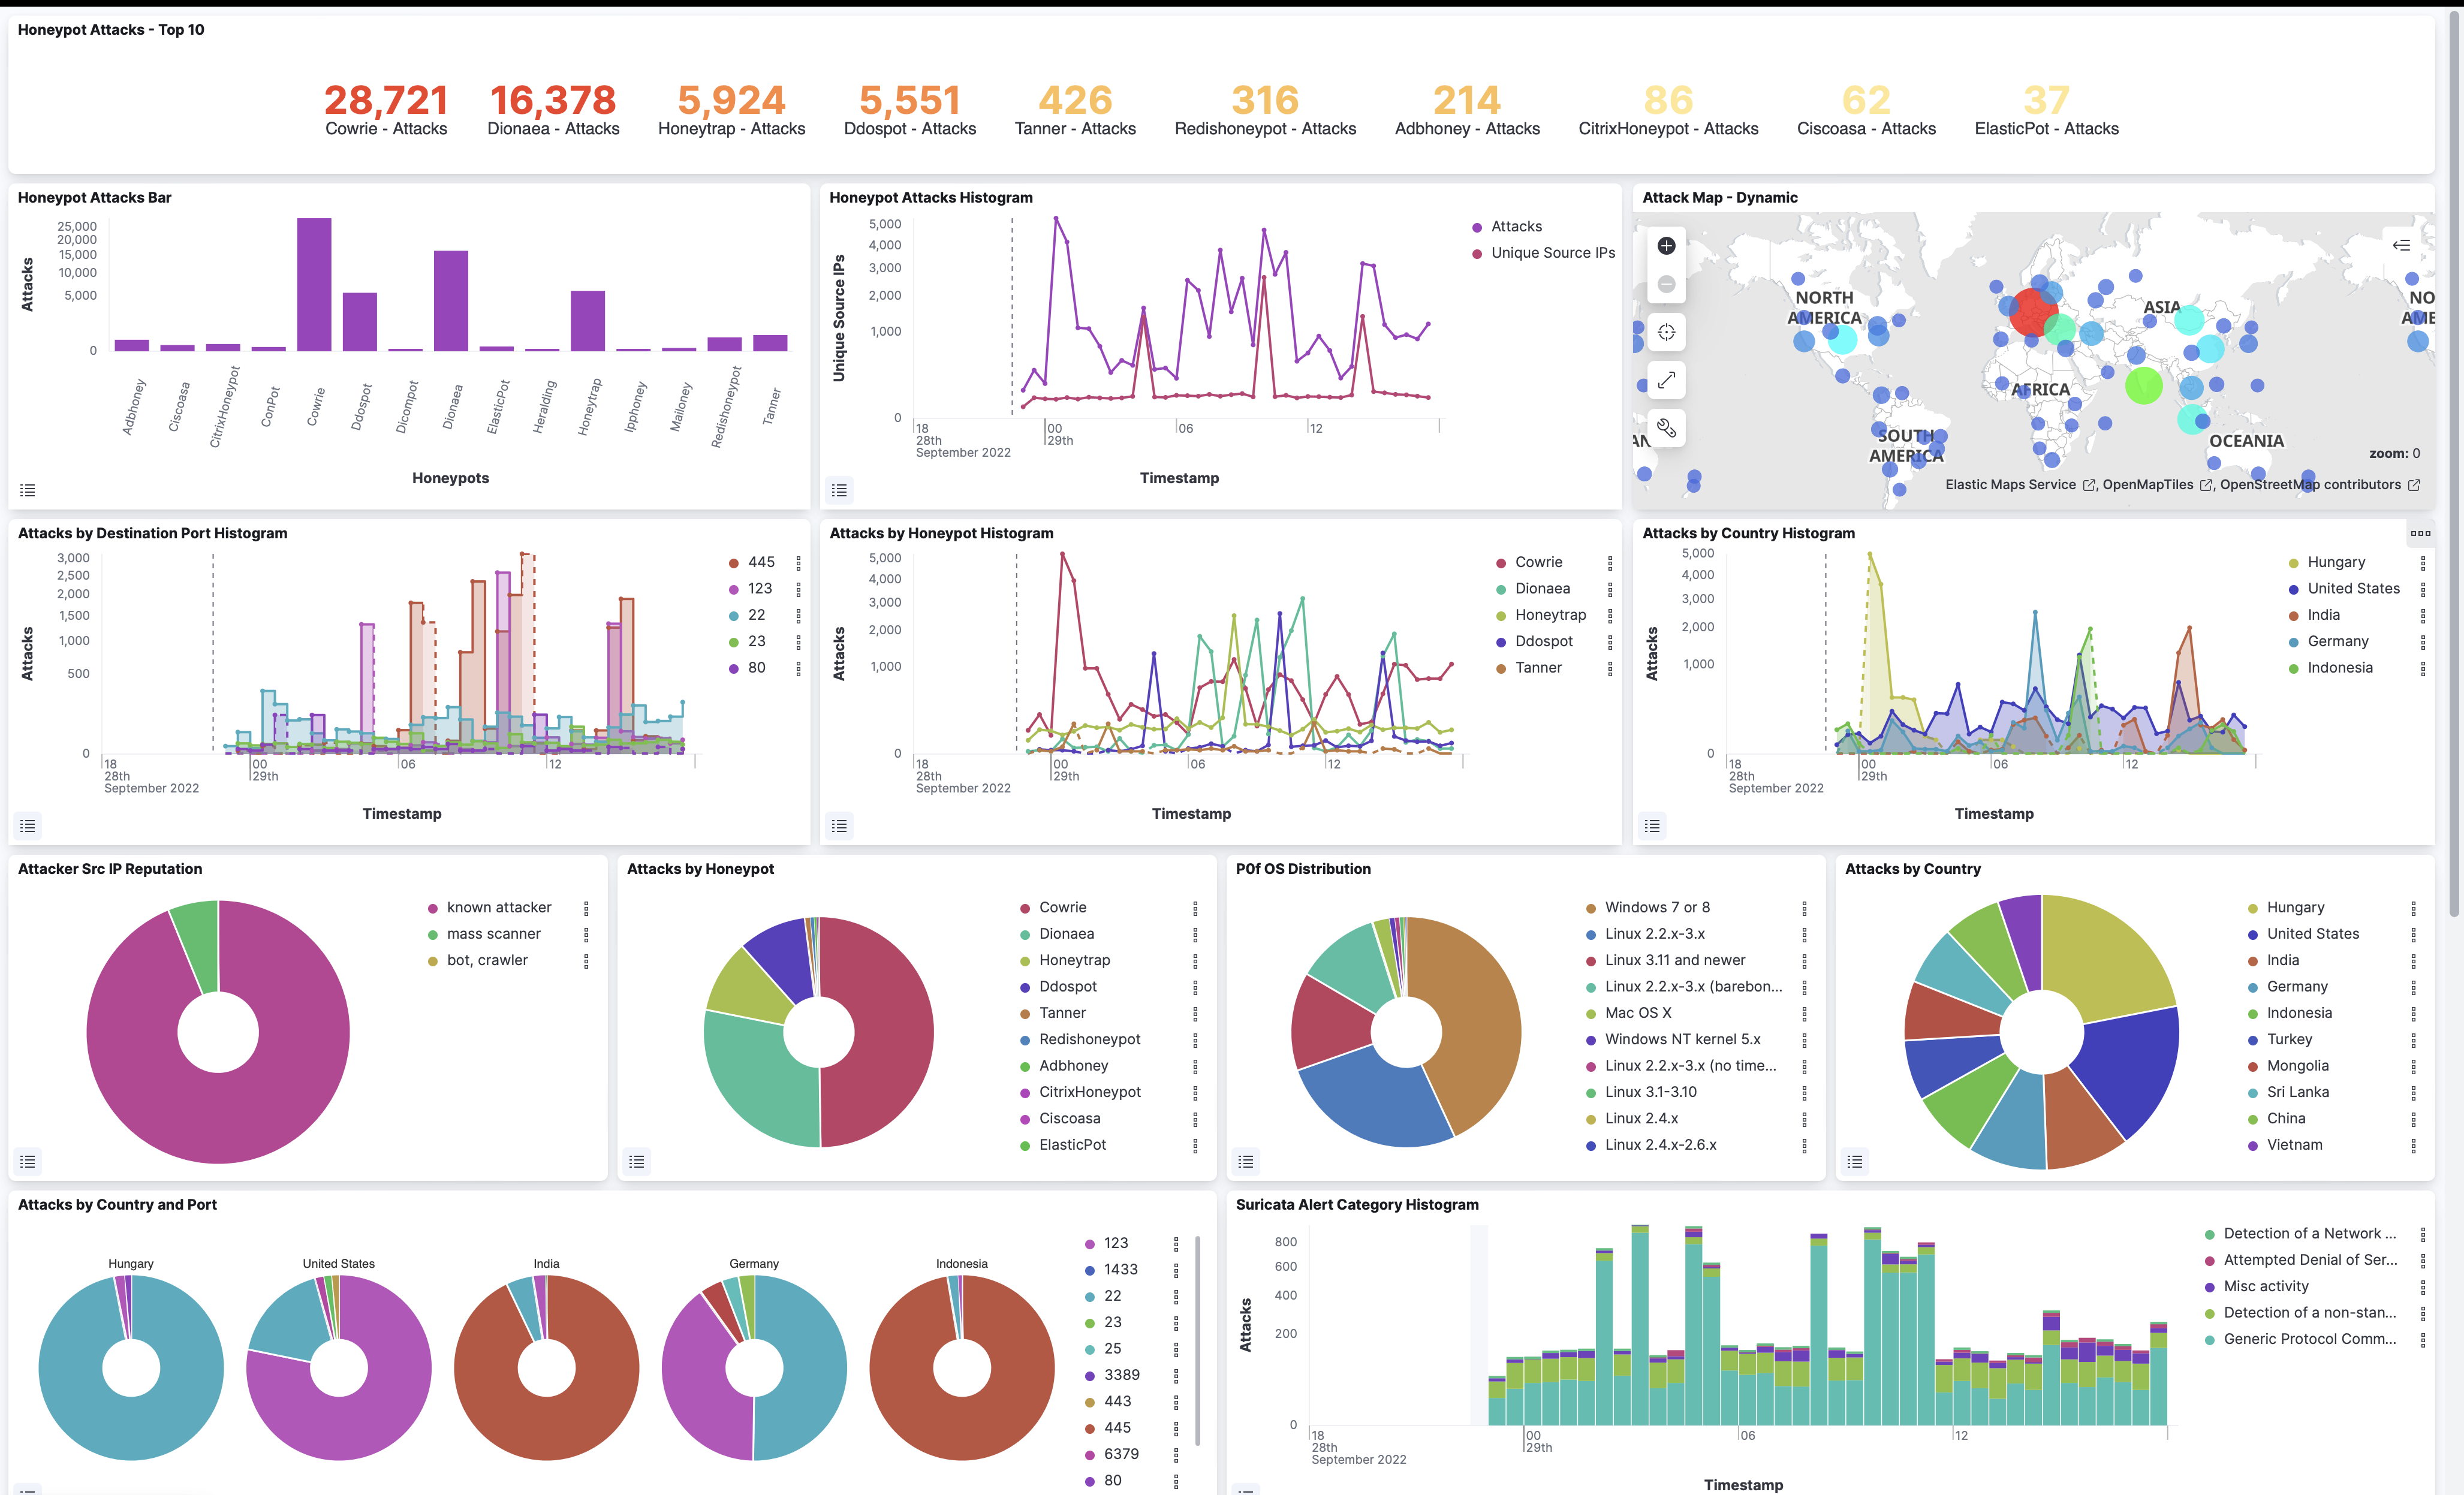 Honeypot Attacks - Top 10
28,721 16,378 5,924 5,551 426 316 214 86 62 37
Cowrie - Attacks Dionaea - Attacks Honeytrap - Attacks Ddospot - Attacks Tanner - Attacks Redishoneypot - Attacks Adbhoney - Attacks CitrixHoneypot - Attacks Ciscoasa - Attacks ElasticPot - Attacks
Honeypot Attacks Bar
Attacks
25,000
20,000
15,000
10,000
5,000
0
Adbhoney
Ciscoasa
CitrixHoneypot
ConPot
Cowrie
Ddospot
Dicompot
Dionaea
ElasticPot
Heralding
Honeytrap
Ipphoney
Mailoney
Redishoneypot
Tanner
Honeypots
Honeypot Attacks Histogram
Unique Source IPs
5,000
4,000
3,000
2,000
1,000
0
18 00 06 12
28th 29th
September 2022
Timestamp
Attacks
Unique Source IPs
Attack Map - Dynamic
NORTH
AMERICA
ASIA
NO
AME
AFRICA
SOUTH
AMERICA
OCEANIA
AN
zoom: 0
Elastic Maps Service , OpenMapTiles , OpenStreetMap contributors
Attacks by Destination Port Histogram
Attacks
3,000
2,500
2,000
1,500
1,000
500
0
18 00 06 12
28th 29th
September 2022
Timestamp
445
123
22
23
80
Attacks by Honeypot Histogram
Attacks
5,000
4,000
3,000
2,000
1,000
0
18 00 06 12
28th 29th
September 2022
Timestamp
Cowrie
Dionaea
Honeytrap
Ddospot
Tanner
Attacks by Country Histogram
Attacks
5,000
4,000
3,000
2,000
1,000
0
18 00 06 12
28th 29th
September 2022
Timestamp
Hungary
United States
India
Germany
Indonesia
Attacker Src IP Reputation
known attacker
mass scanner
bot, crawler
Attacks by Honeypot
Cowrie
Dionaea
Honeytrap
Ddospot
Tanner
Redishoneypot
Adbhoney
CitrixHoneypot
Ciscoasa
ElasticPot
P0f OS Distribution
Windows 7 or 8
Linux 2.2.x-3.x
Linux 3.11 and newer
Linux 2.2.x-3.x (barebon...
Mac OS X
Windows NT kernel 5.x
Linux 2.2.x-3.x (no time...
Linux 3.1-3.10
Linux 2.4.x
Linux 2.4.x-2.6.x
Attacks by Country
Hungary
United States
India
Germany
Indonesia
Turkey
Mongolia
Sri Lanka
China
Vietnam
Attacks by Country and Port
Hungary United States India Germany Indonesia
123
1433
22
23
25
3389
443
445
6379
80
Suricata Alert Category Histogram
Attacks
800
600
400
200
0
18 00 06 12
28th 29th
September 2022
Timestamp
Detection of a Network ...
Attempted Denial of Ser...
Misc activity
Detection of a non-stan...
Generic Protocol Comm...